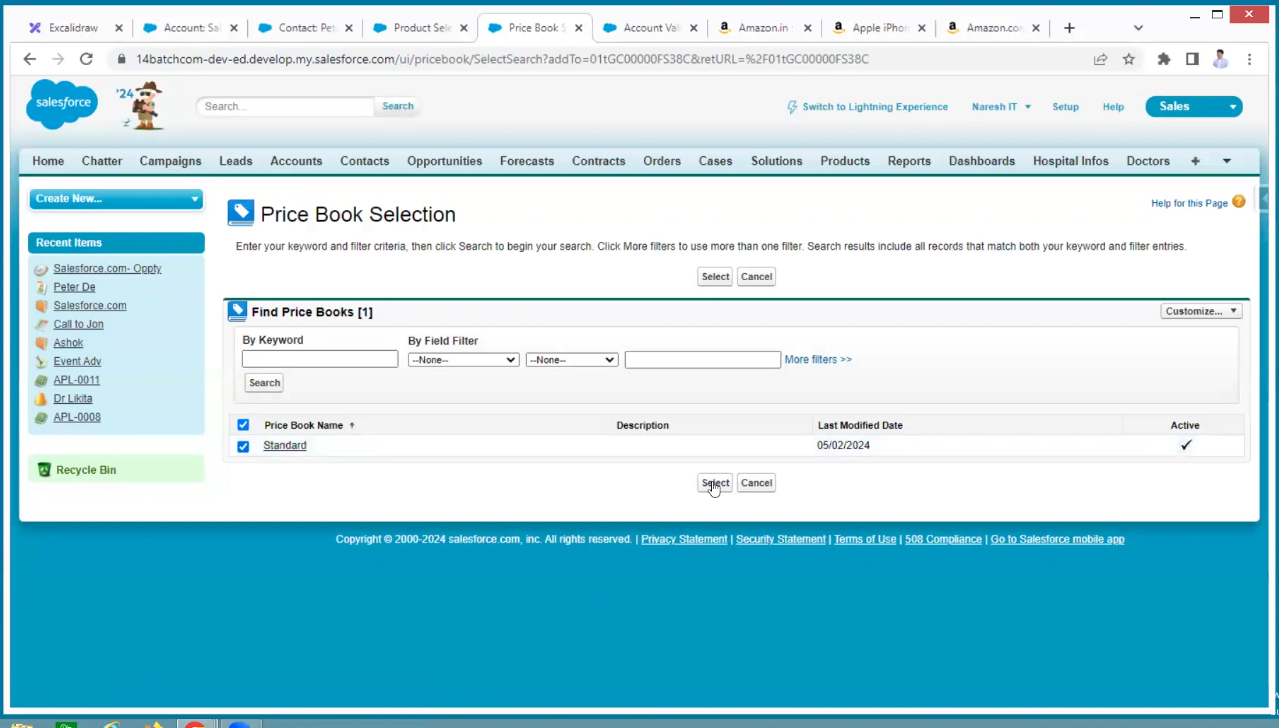 Excalidraw
Account: Sa
Contact: Pet
Product Sele
Price Book S
Account Val
Amazon.in
Apple iPhon
Amazon.co
14batchcom-dev-ed.develop.my.salesforce.com/ui/pricebook/SelectSearch?addTo=01tGC00000FS38C&retURL=%2F01tGC00000FS38C
salesforce
'24
Search...
Search
Switch to Lightning Experience
Naresh IT
Setup
Help
Sales
Home
Chatter
Campaigns
Leads
Accounts
Contacts
Opportunities
Forecasts
Contracts
Orders
Cases
Solutions
Products
Reports
Dashboards
Hospital Infos
Doctors
+
Create New...
Recent Items
Salesforce.com- Oppty
Peter De
Salesforce.com
Call to Jon
Ashok
Event Adv
APL-0011
Dr Likita
APL-0008
Recycle Bin
Price Book Selection
Help for this Page
Enter your keyword and filter criteria, then click Search to begin your search. Click More filters to use more than one filter. Search results include all records that match both your keyword and filter entries.
Select
Cancel
Find Price Books [1]
Customize...
By Keyword
By Field Filter
--None--
--None--
More filters >>
Search
Price Book Name
Description
Last Modified Date
Active
Standard
05/02/2024
Select
Cancel
Copyright © 2000-2024 salesforce.com, inc. All rights reserved. | Privacy Statement | Security Statement | Terms of Use | 508 Compliance | Go to Salesforce mobile app